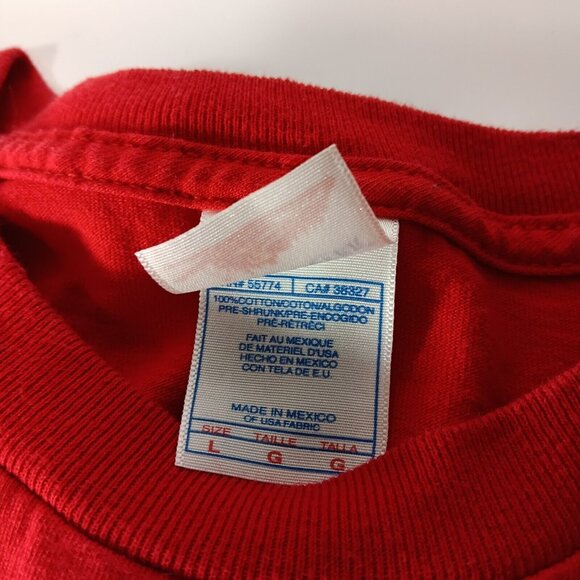 N# 55774 CA# 38327
100%COTTON/COTON/ALGODON
PRE-SHRUNK/PRE-ENCOGIDO
PRÉ-RÉTRÉCI
FAIT AU MEXIQUE
DE MATERIEL D'USA
HECHO EN MEXICO
CON TELA DE E.U.
MADE IN MEXICO
OF USA FABRIC
SIZE TAILLE TALLA
L G G